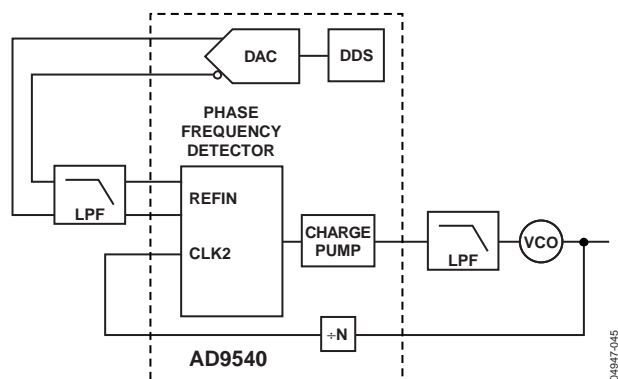 DAC
DDS
PHASE
FREQUENCY
DETECTOR
REFIN
LPF
CLK2
CHARGE
PUMP
LPF
VCO
÷N
AD9540
04947-045